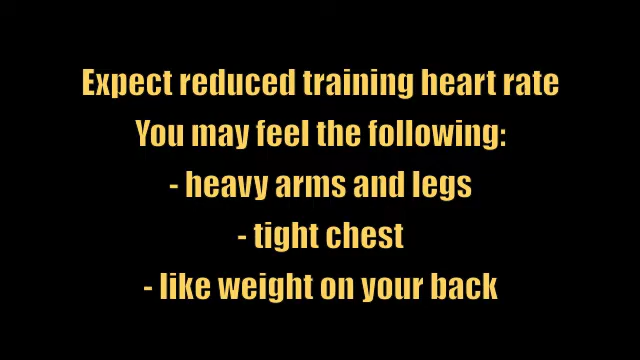 Expect reduced training heart rate
You may feel the following:
- heavy arms and legs
- tight chest
- like weight on your back